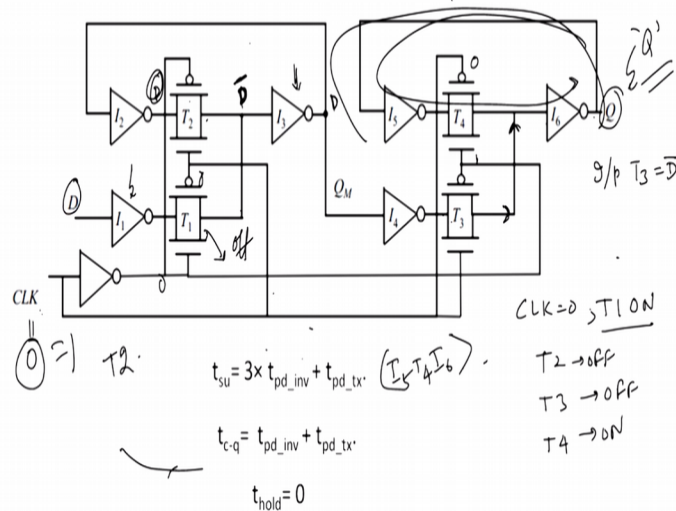 Q'
I2
T2
D
I3
D
I5
T4
0
I6
Q
i/p T3 = D̅
D
I1
T1
off
QM
I4
T3
CLK
0
0 = 1
T2.
CLK=0, T1 ON
T2 → OFF
T3 → OFF
T4 → ON
tsu = 3× tpd_inv + tpd_tx. (I5 T4 I6).
tc-q = tpd_inv + tpd_tx.
thold = 0